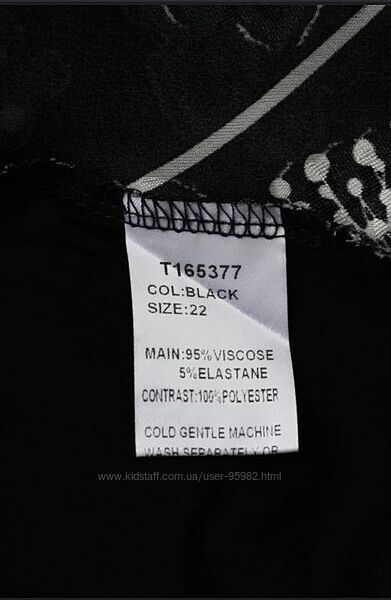 T165377
COL:BLACK
SIZE:22
MAIN:95%VISCOSE
5%ELASTANE
CONTRAST:100%POLYESTER
COLD GENTLE MACHINE
WASH SEPARATELY OR
www.kidstaff.com.ua/user-95982.html